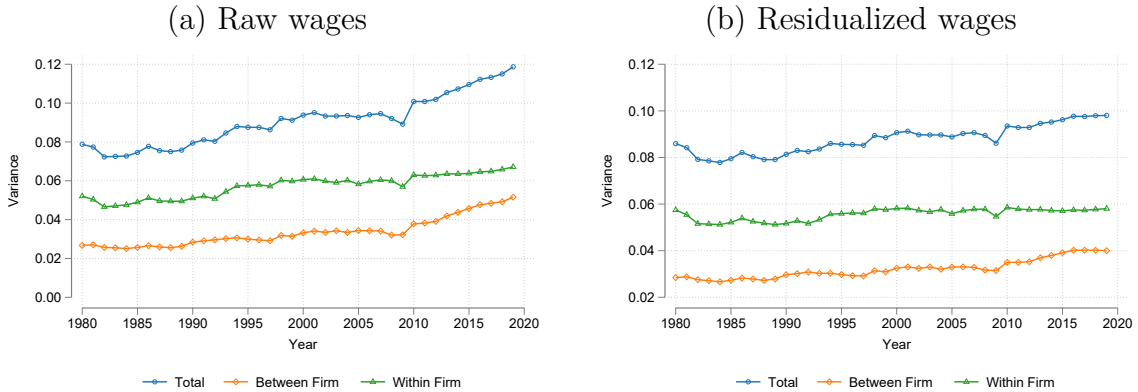 (a) Raw wages
0.12
0.10
0.08
0.06
0.04
0.02
0.00
Variance
1980 1985 1990 1995 2000 2005 2010 2015 2020
Year
Total Between Firm Within Firm
(b) Residualized wages
0.12
0.10
0.08
0.06
0.04
0.02
Variance
1980 1985 1990 1995 2000 2005 2010 2015 2020
Year
Total Between Firm Within Firm